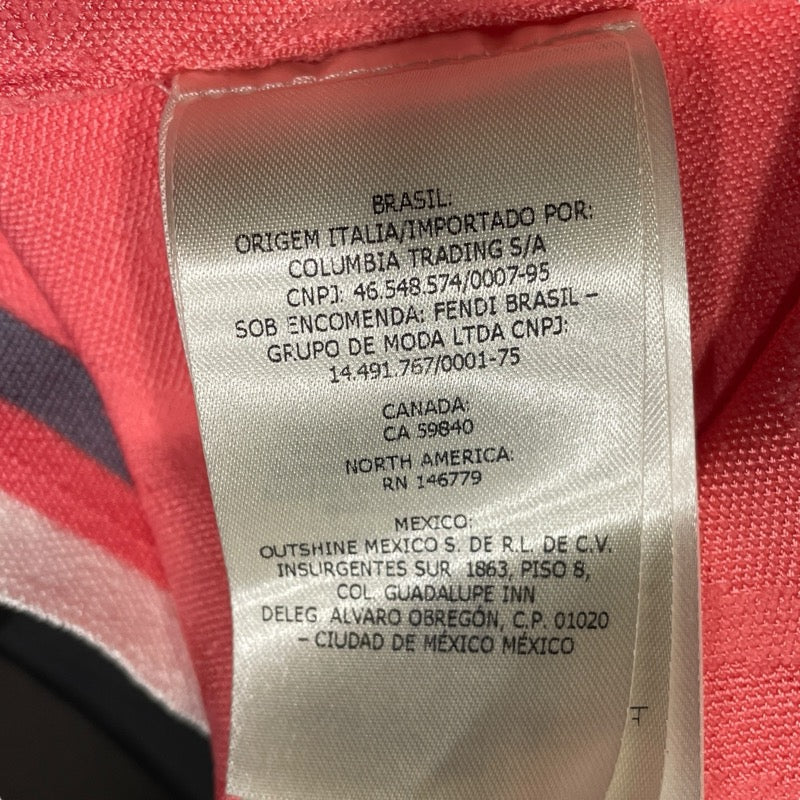 BRASIL:
ORIGEM ITALIA/IMPORTADO POR:
COLUMBIA TRADING S/A
CNPJ: 46.548.574/0007-95
SOB ENCOMENDA: FENDI BRASIL –
GRUPO DE MODA LTDA CNPJ:
14.491.767/0001-75
CANADA:
CA 59840
NORTH AMERICA:
RN 146779
MEXICO:
OUTSHINE MEXICO S. DE R.L. DE C.V.
INSURGENTES SUR 1863, PISO 8,
COL. GUADALUPE INN
DELEG. ALVARO OBREGÓN, C.P. 01020
– CIUDAD DE MÉXICO MÉXICO